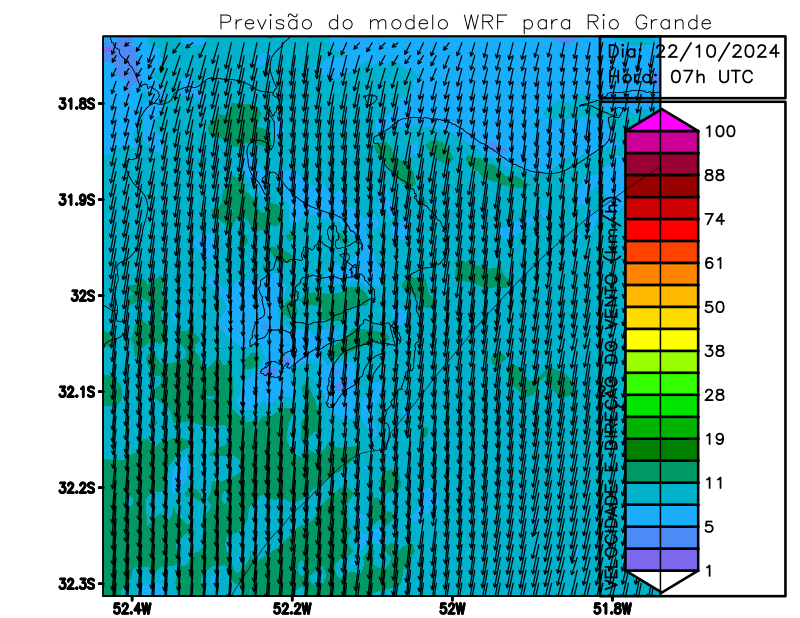 Previsão do modelo WRF para Rio Grande
Dia: 22/10/2024
Hora: 07h UTC
31.8S
31.9S
32S
32.1S
32.2S
32.3S
52.4W
52.2W
52W
51.8W
VELOCIDADE E DIREÇÃO DO VENTO (km/h)
100
88
74
61
50
38
28
19
11
5
1